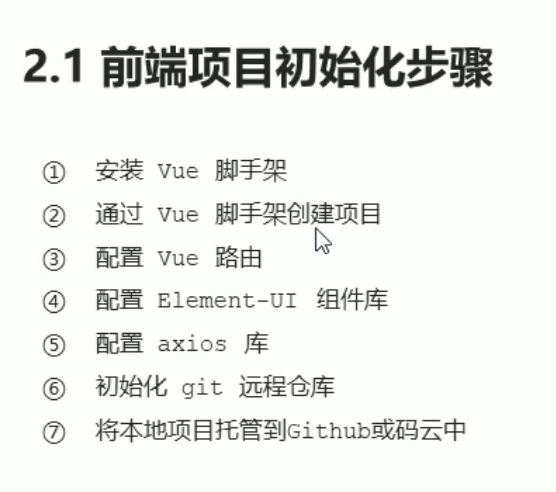 2.1 前端项目初始化步骤
① 安装 Vue 脚手架
② 通过 Vue 脚手架创建项目
③ 配置 Vue 路由
④ 配置 Element-UI 组件库
⑤ 配置 axios 库
⑥ 初始化 git 远程仓库
⑦ 将本地项目托管到Github或码云中